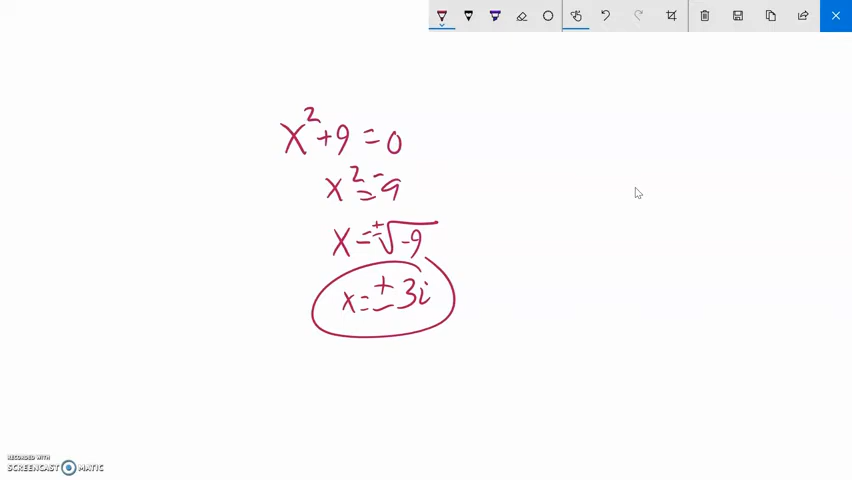 x²+9=0
x²=-9
x=±√-9
x=±3i
RECORDED WITH
SCREENCAST MATIC